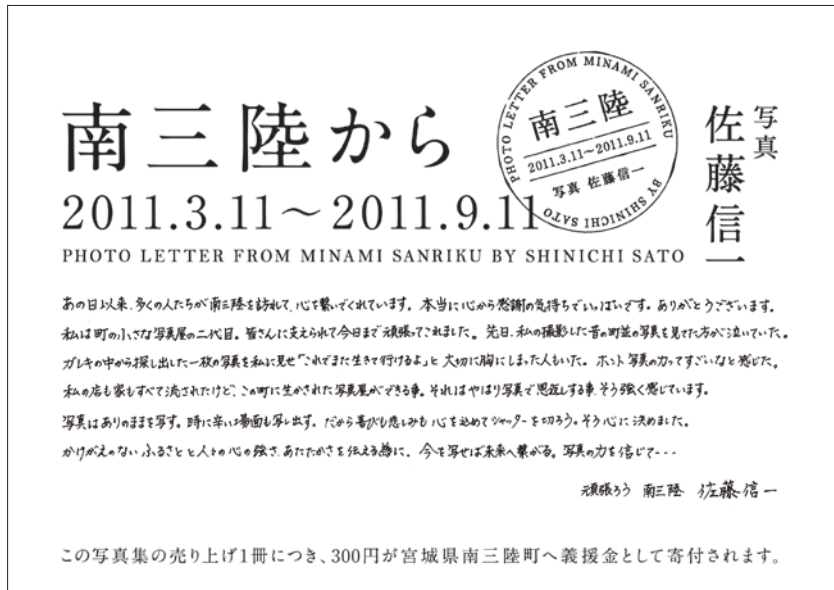 南三陸から
2011.3.11～2011.9.11
PHOTO LETTER FROM MINAMI SANRIKU BY SHINICHI SATO
PHOTO LETTER FROM MINAMI SANRIKU
南三陸
2011.3.11～2011.9.11
写真 佐藤信一
BY SHINICHI SATO
写真
佐藤信一
あの日以来、多くの人たちが南三陸を訪れて、心を繋いでくれています。本当に心から感謝の気持ちでいっぱいです。ありがとうございます。
私は町の小さな写真屋の二代目。皆さんに支えられて今日まで頑張ってこれました。先日、私の撮影した昔の町並の写真を見てた方が泣いていた。
ガレキの中から探し出した一枚の写真を私に見せ「これでまた生きて行けるよ」と大切に胸にしまった人もいた。ホント写真の力ってすごいなと感じた。
私の店も家もすべて流されたけど、この町に生かされた写真屋ができる事。それはやはり写真で恩返しする事、そう強く感じています。
写真はありのままを写す。時に辛い場面も写し出す。だから喜びも悲しみも心を込めてシャッターを切ろう。そう心に決めました。
かけがえのないふるさとと人々の心の強さ、あたたかさを伝える為に。今を写せば未来へ繋がる。写真の力を信じて---
頑張ろう 南三陸 佐藤信一
この写真集の売り上げ1冊につき、300円が宮城県南三陸町へ義援金として寄付されます。